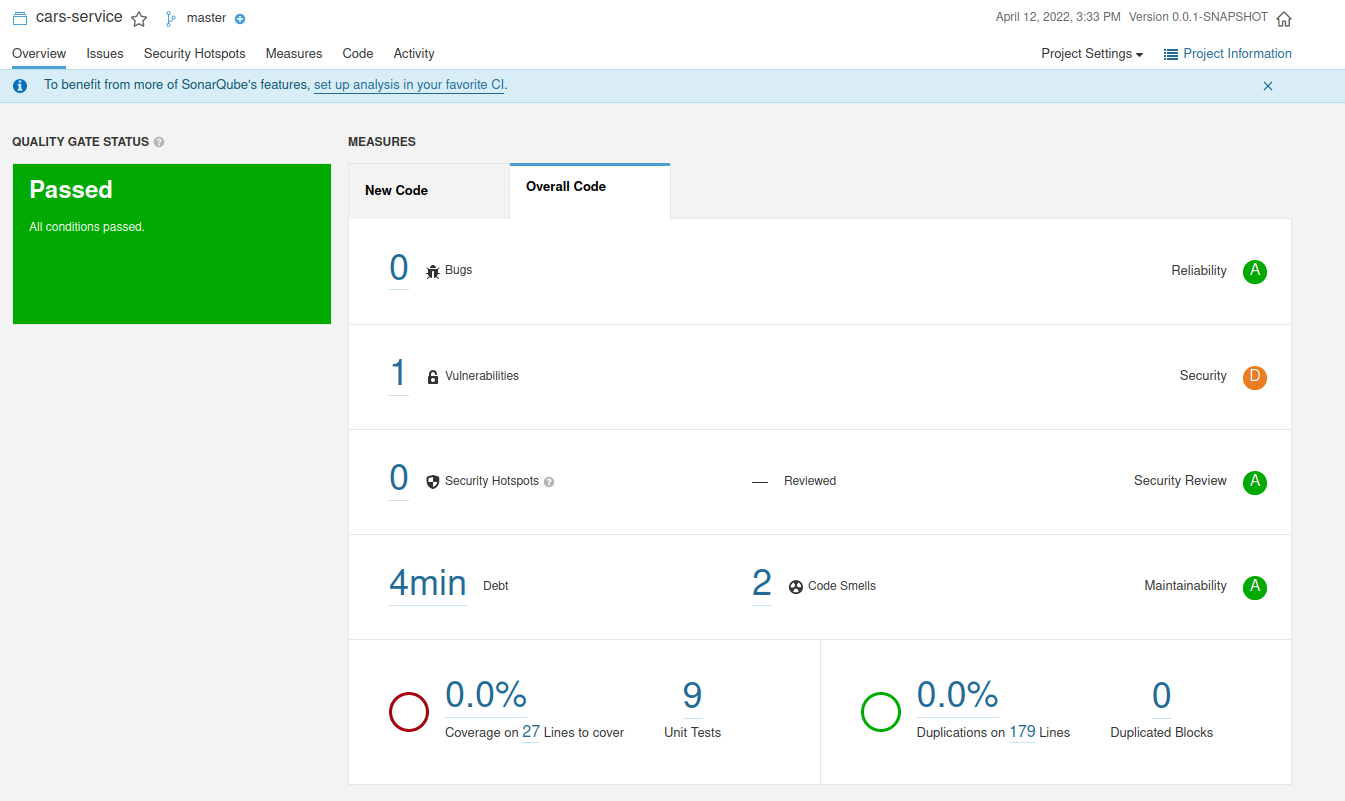 cars-service master April 12, 2022, 3:33 PM Version 0.0.1-SNAPSHOT
Overview Issues Security Hotspots Measures Code Activity Project Settings Project Information
To benefit from more of SonarQube's features, set up analysis in your favorite CI.
QUALITY GATE STATUS
Passed
All conditions passed.
MEASURES
New Code Overall Code
0 Bugs Reliability A
1 Vulnerabilities Security D
0 Security Hotspots — Reviewed Security Review A
4min Debt 2 Code Smells Maintainability A
0.0% 9
Coverage on 27 Lines to cover Unit Tests
0.0% 0
Duplications on 179 Lines Duplicated Blocks